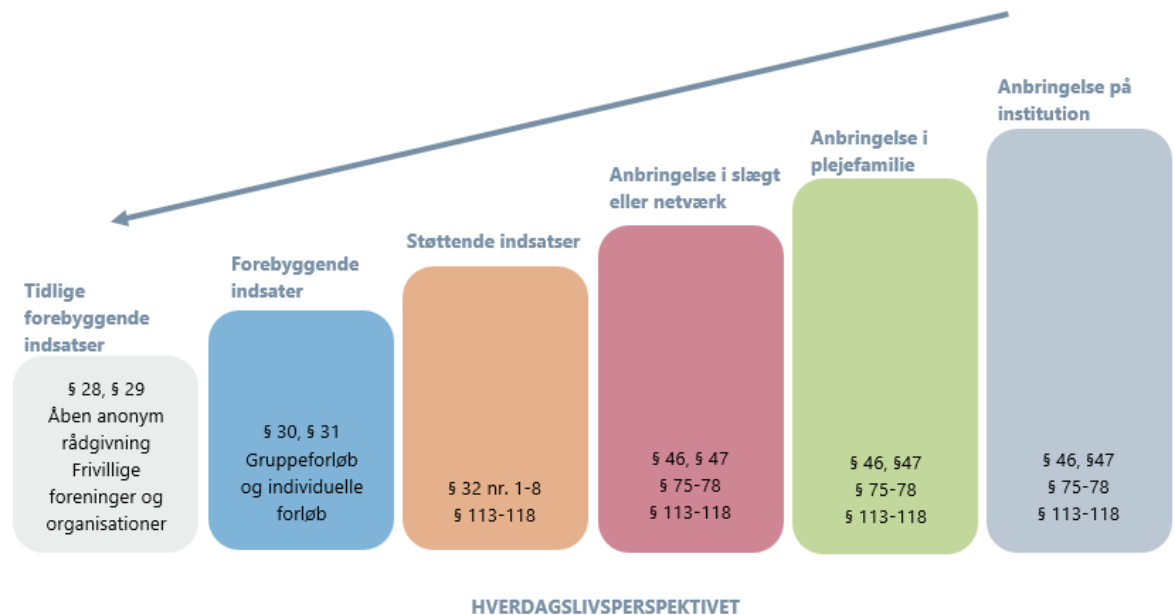 Tidlige
forebyggende
indsatser
§ 28, § 29
Åben anonym
rådgivning
Frivillige
foreninger og
organisationer
Forebyggende
indsater
§ 30, § 31
Gruppeforløb
og individuelle
forløb
Støttende indsatser
§ 32 nr. 1-8
§ 113-118
Anbringelse i slægt
eller netværk
§ 46, § 47
§ 75-78
§ 113-118
Anbringelse i
plejefamilie
§ 46, §47
§ 75-78
§ 113-118
Anbringelse på
institution
§ 46, §47
§ 75-78
§ 113-118
HVERDAGSLIVSPERSPEKTIVET